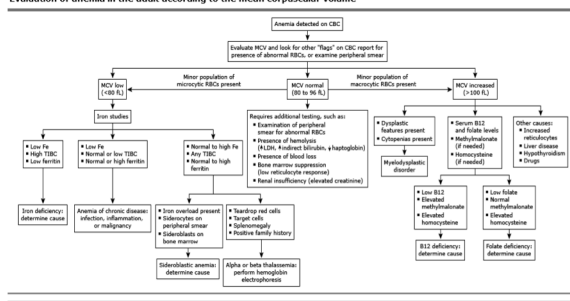 Evaluation of anemia in the adult according to the mean corpuscular volume
Anemia detected on CBC
Evaluate MCV and look for other "flags" on CBC report for
presence of abnormal RBCs, or examine peripheral smear
Minor population of
microcytic RBCs present
Minor population of
macrocytic RBCs present
MCV low
(<80 fL)
MCV normal
(80 to 96 fL)
MCV increased
(>100 fL)
Iron studies
Low Fe
High TIBC
Low ferritin
Low Fe
Normal or low TIBC
Normal or high ferritin
Normal to high Fe
Any TIBC
Normal to high
ferritin
Iron deficiency:
determine cause
Anemia of chronic disease:
infection, inflammation,
or malignancy
Iron overload present
Siderocytes on
peripheral smear
Sideroblasts on
bone marrow
Teardrop red cells
Target cells
Splenomegaly
Positive family history
Sideroblastic anemia:
determine cause
Alpha or beta thalassemia:
perform hemoglobin
electrophoresis
Requires additional testing, such as:
Examination of peripheral
smear for abnormal RBCs
Presence of hemolysis
(↑LDH, ↑indirect bilirubin, ↓haptoglobin)
Presence of blood loss
Bone marrow suppression
(low reticulocyte response)
Renal insufficiency (elevated creatinine)
Dysplastic
features present
Cytopenias present
Myelodysplastic
disorder
Serum B12
and folate levels
Methylmalonate
(if needed)
Homocysteine
(if needed)
Other causes:
Increased
reticulocytes
Liver disease
Hypothyroidism
Drugs
Low B12
Elevated
methylmalonate
Elevated
homocysteine
Low folate
Normal
methylmalonate
Elevated
homocysteine
B12 deficiency:
determine cause
Folate deficiency:
determine cause